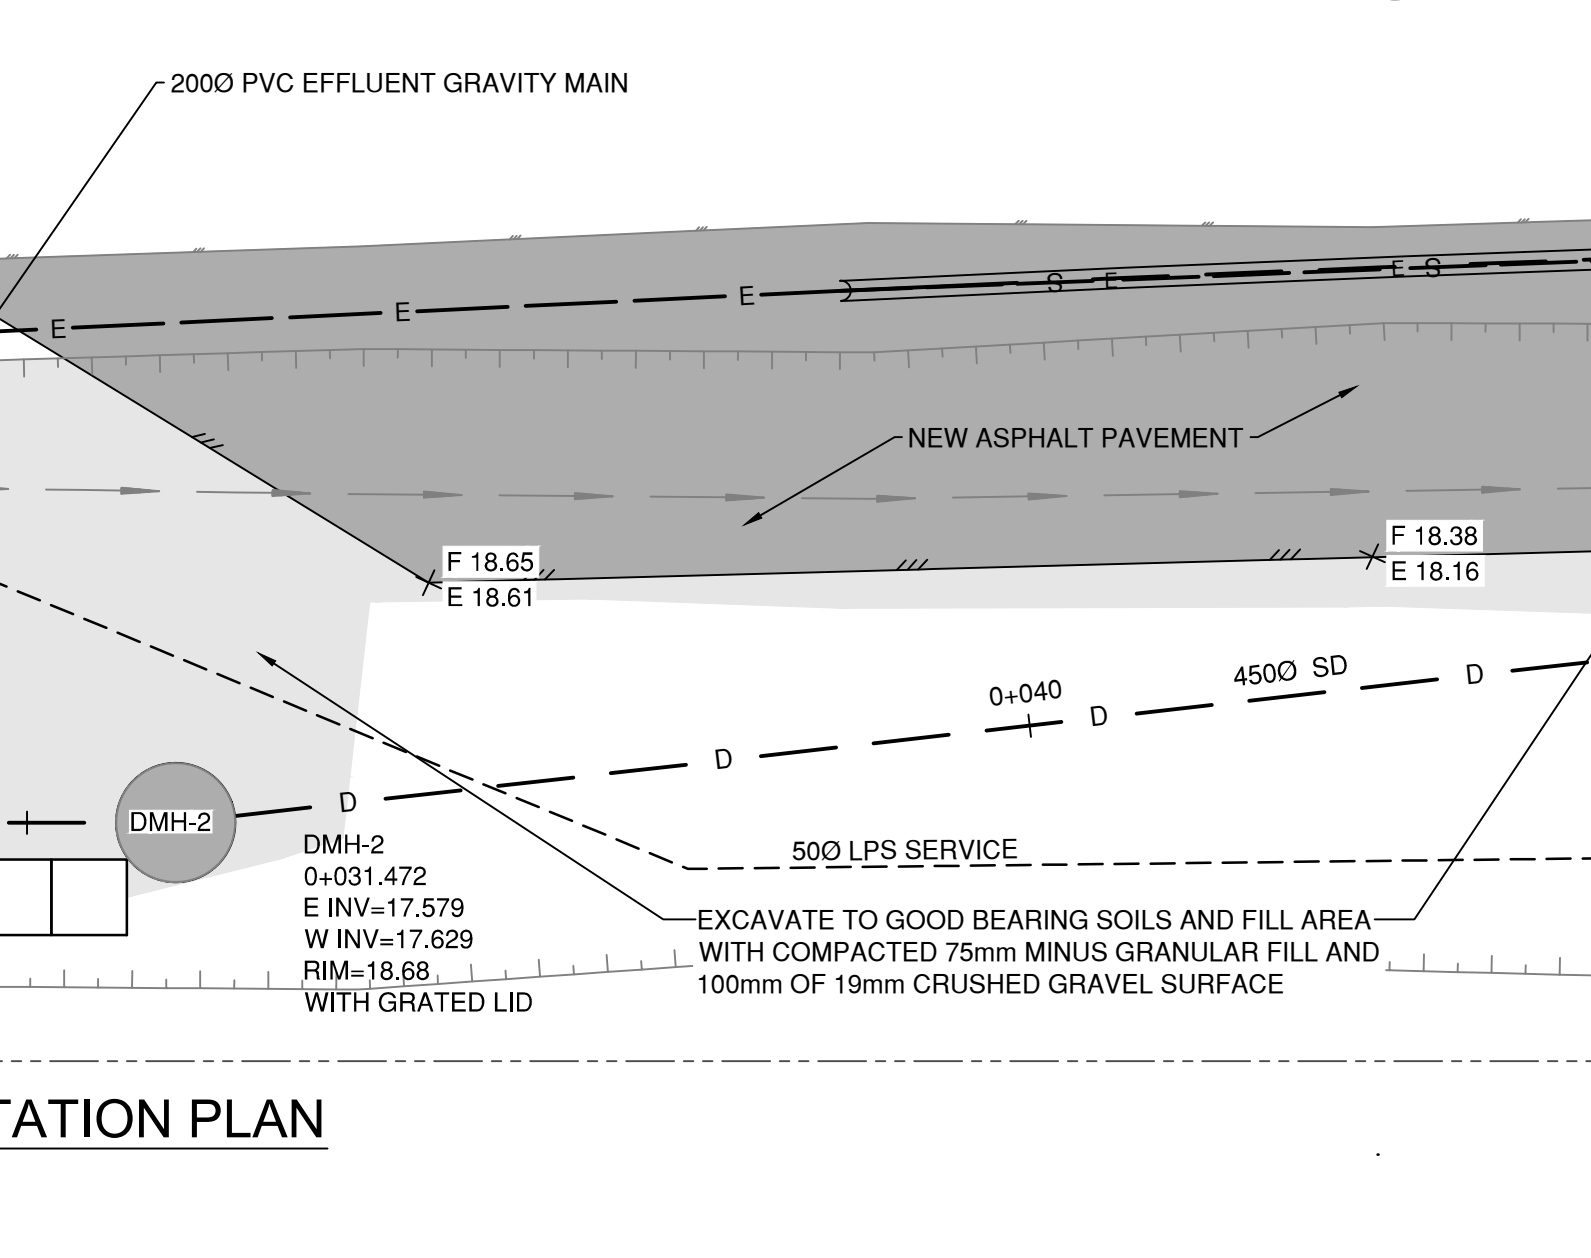 200Ø PVC EFFLUENT GRAVITY MAIN
E
E
E
S E
E S
NEW ASPHALT PAVEMENT
F 18.65
E 18.61
F 18.38
E 18.16
450Ø SD
0+040
D
D
D
D
DMH-2
DMH-2
0+031.472
E INV=17.579
W INV=17.629
RIM=18.68
WITH GRATED LID
50Ø LPS SERVICE
EXCAVATE TO GOOD BEARING SOILS AND FILL AREA
WITH COMPACTED 75mm MINUS GRANULAR FILL AND
100mm OF 19mm CRUSHED GRAVEL SURFACE
TATION PLAN